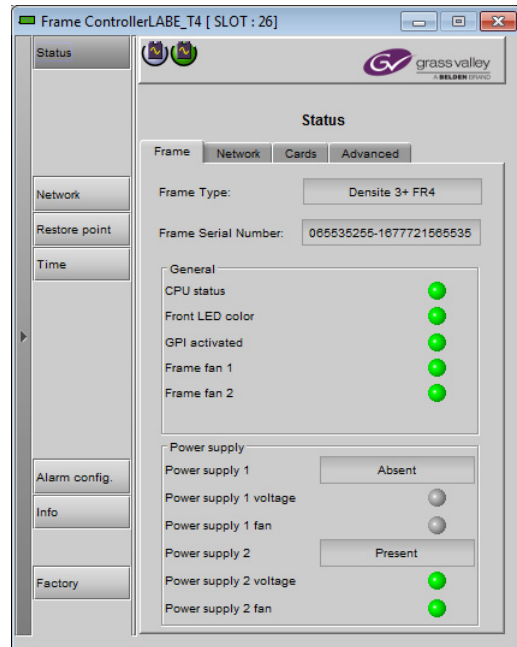 Frame ControllerLABE_T4 [ SLOT : 26]
Status
Network
Restore point
Time
Alarm config.
Info
Factory
grass valley
A BELDEN BRAND
Status
Frame Network Cards Advanced
Frame Type: Densite 3+ FR4
Frame Serial Number: 065535255-1677721565535
General
CPU status
Front LED color
GPI activated
Frame fan 1
Frame fan 2
Power supply
Power supply 1 Absent
Power supply 1 voltage
Power supply 1 fan
Power supply 2 Present
Power supply 2 voltage
Power supply 2 fan